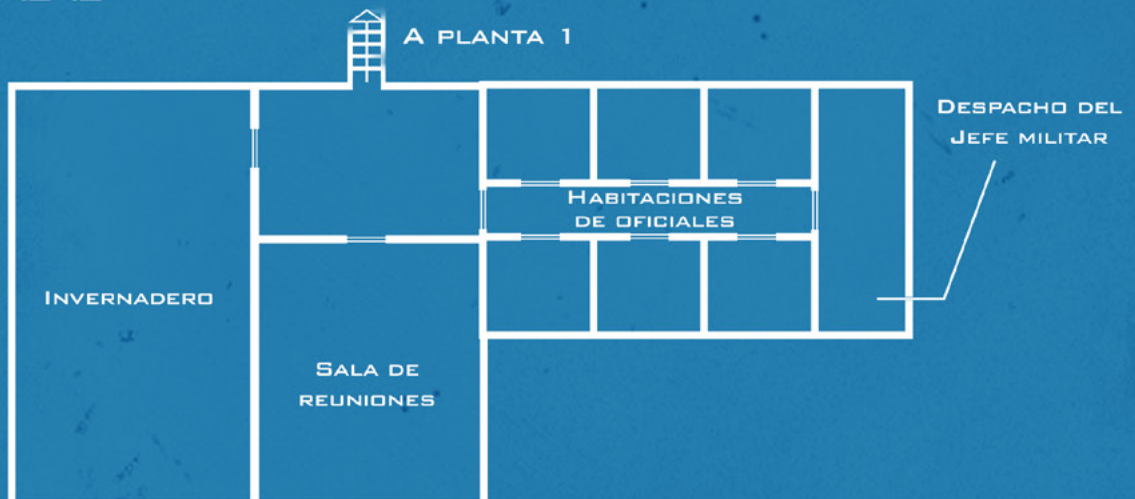 A planta 1
Despacho del
Jefe militar
Habitaciones
de oficiales
Invernadero
Sala de
reuniones